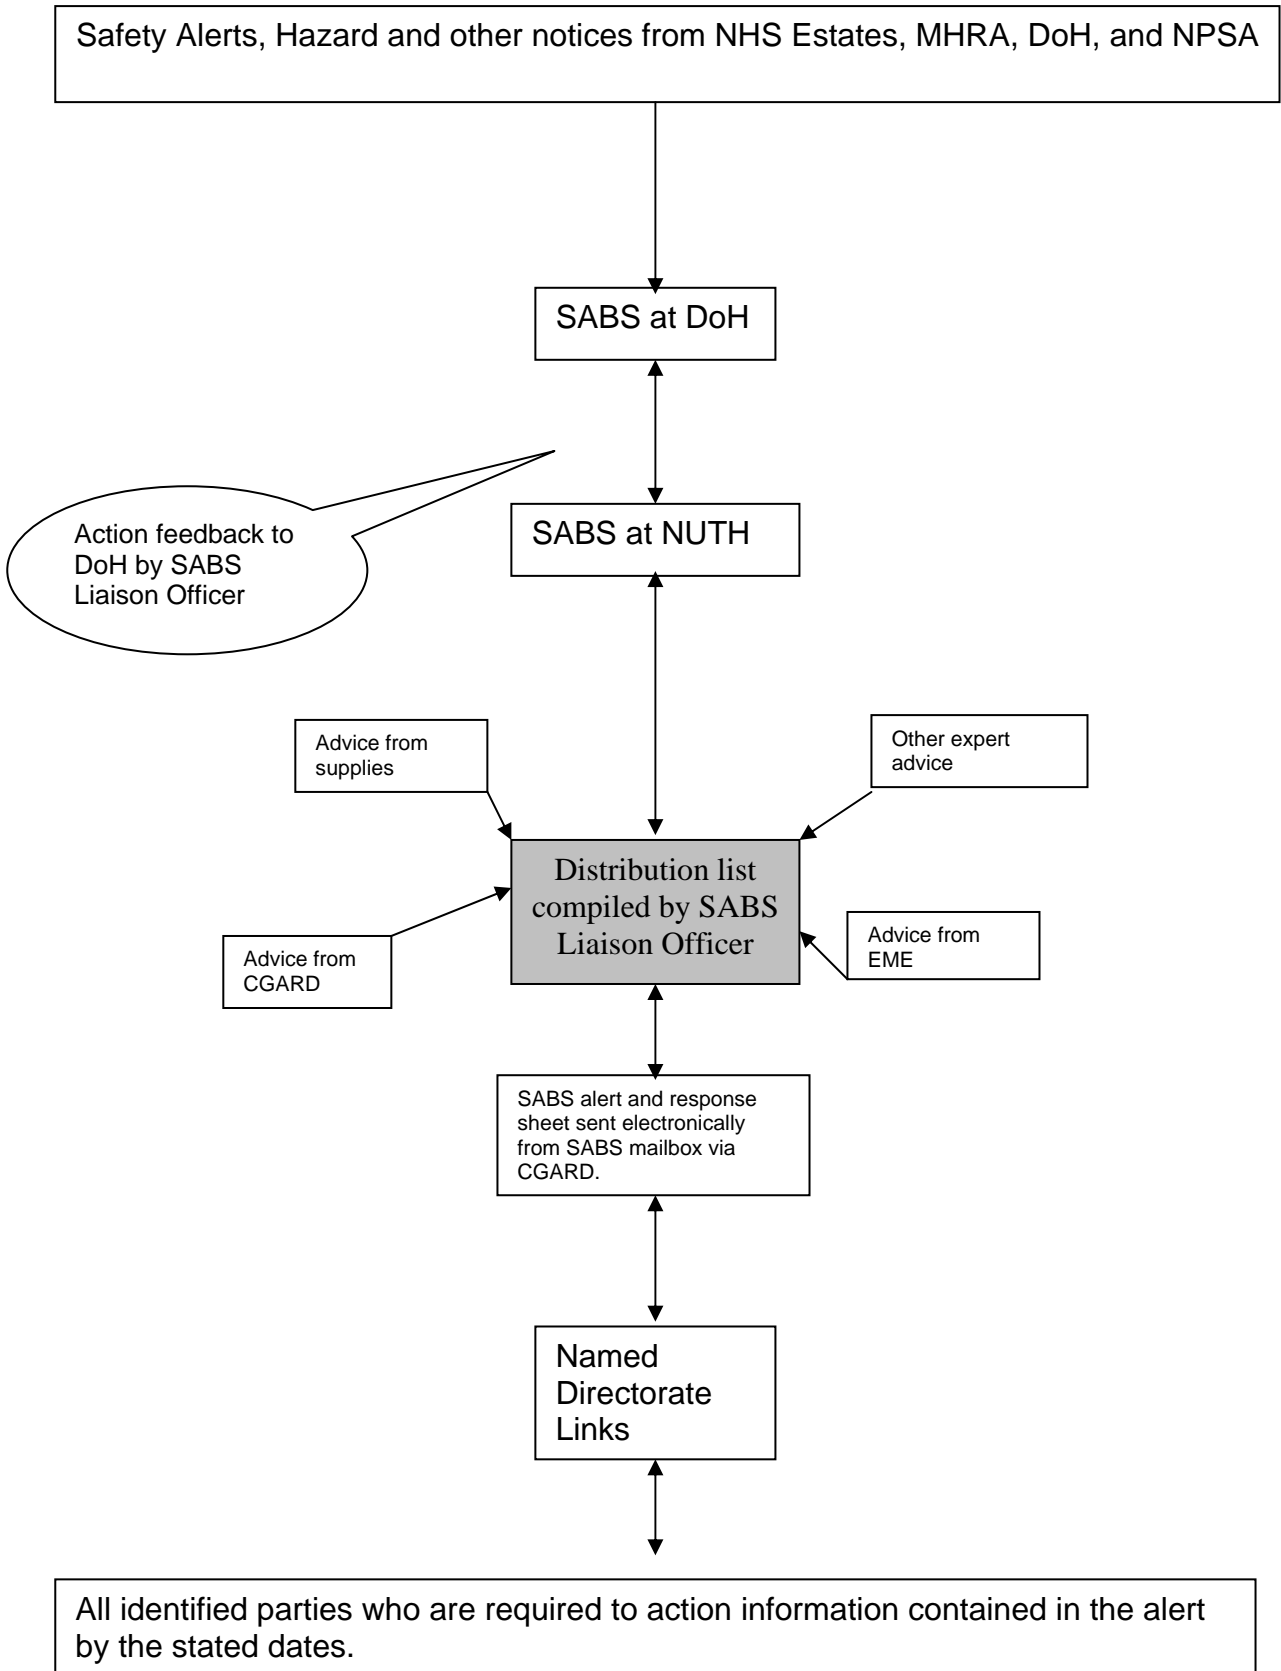 Safety Alerts, Hazard and other notices from NHS Estates, MHRA, DoH, and NPSA
SABS at DoH
Action feedback to
DoH by SABS
Liaison Officer
SABS at NUTH
Advice from
supplies
Other expert
advice
Distribution list
compiled by SABS
Liaison Officer
Advice from
CGARD
Advice from
EME
SABS alert and response
sheet sent electronically
from SABS mailbox via
CGARD.
Named
Directorate
Links
All identified parties who are required to action information contained in the alert
by the stated dates.